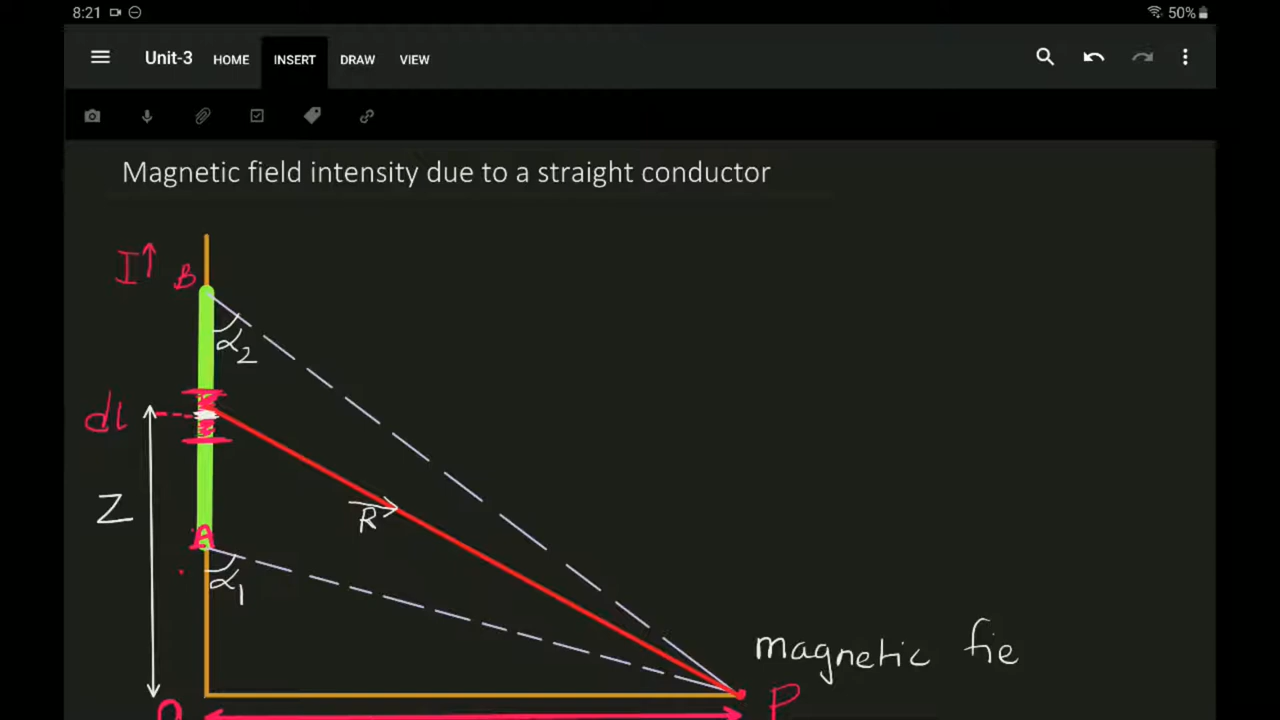 8:21
50%
Unit-3 HOME INSERT DRAW VIEW
Magnetic field intensity due to a straight conductor
I↑ B
α2
dl
Z
R
A
α1
magnetic fie
O
P